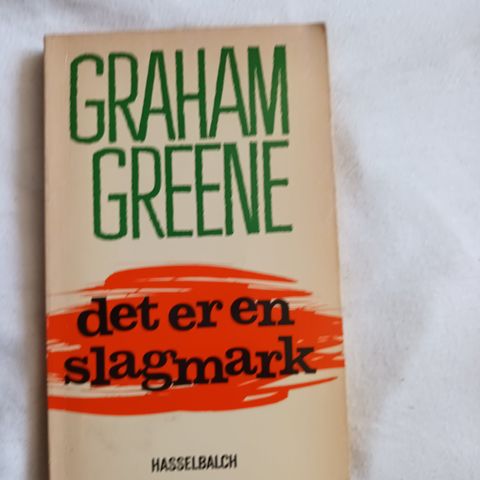 GRAHAM
GREENE
det er en
slagmark
HASSELBALCH